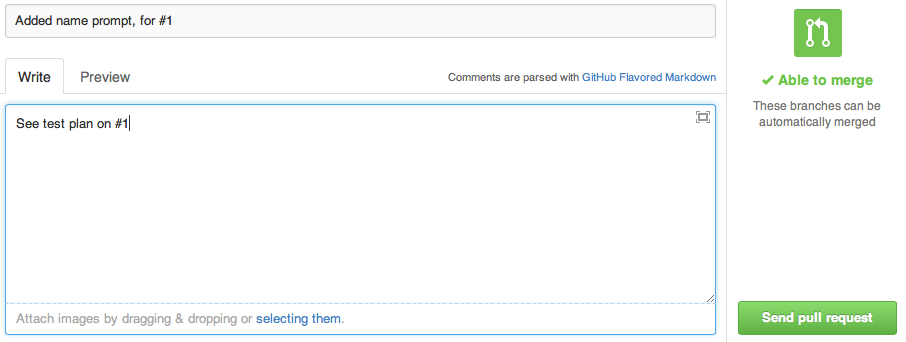 Added name prompt, for #1
Write Preview Comments are parsed with GitHub Flavored Markdown
See test plan on #1
Attach images by dragging & dropping or selecting them.
Able to merge
These branches can be
automatically merged
Send pull request